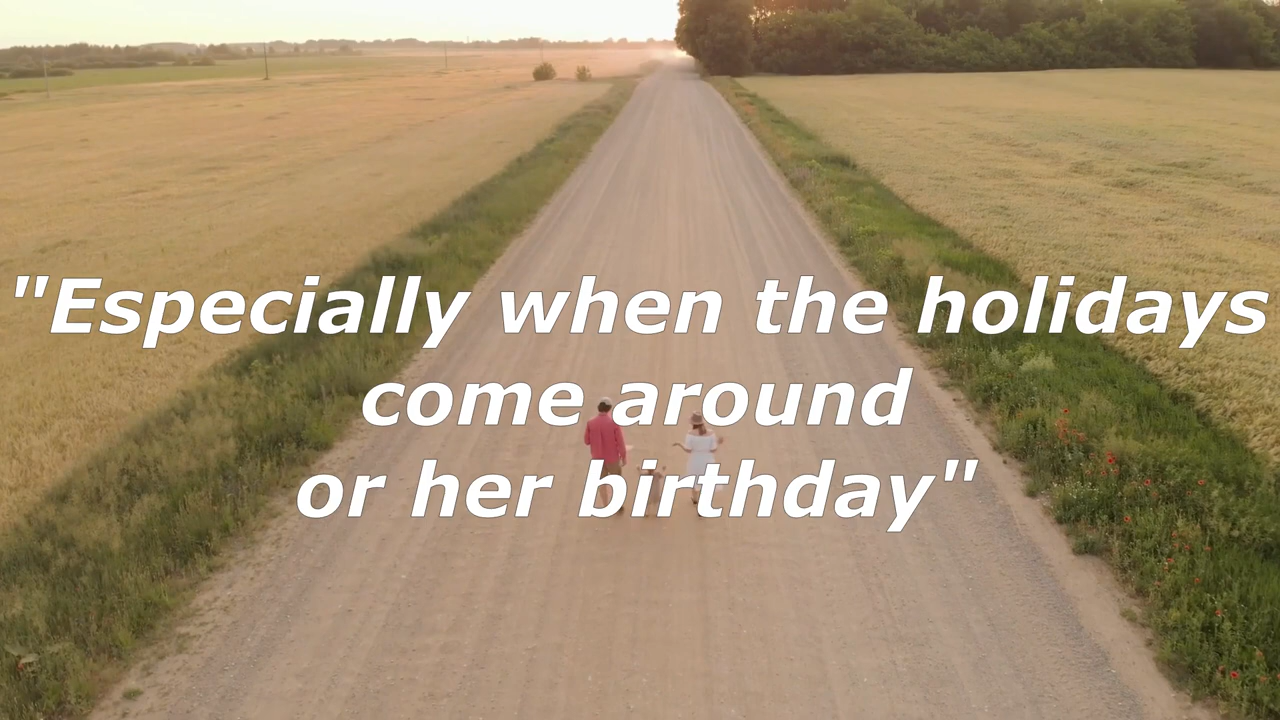 "Especially when the holidays
come around
or her birthday"